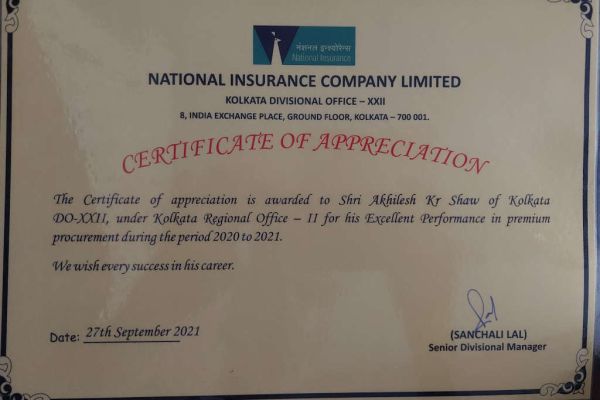 नेशनल इन्श्योरेन्स
National Insurance
NATIONAL INSURANCE COMPANY LIMITED
KOLKATA DIVISIONAL OFFICE – XXII
8, INDIA EXCHANGE PLACE, GROUND FLOOR, KOLKATA – 700 001.
CERTIFICATE OF APPRECIATION
The Certificate of appreciation is awarded to Shri Akhilesh Kr Shaw of Kolkata
DO-XXII, under Kolkata Regional Office – II for his Excellent Performance in premium
procurement during the period 2020 to 2021.
We wish every success in his career.
Date: 27th September 2021
(SANCHALI LAL)
Senior Divisional Manager